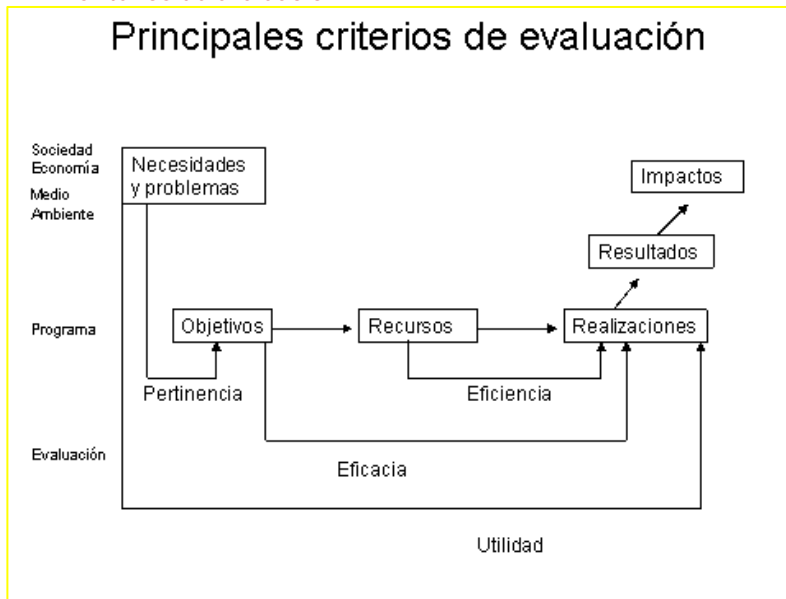 Principales criterios de evaluación
Sociedad
Economía
Medio
Ambiente
Necesidades
y problemas
Impactos
Resultados
Programa
Objetivos
Recursos
Realizaciones
Pertinencia
Eficiencia
Evaluación
Eficacia
Utilidad